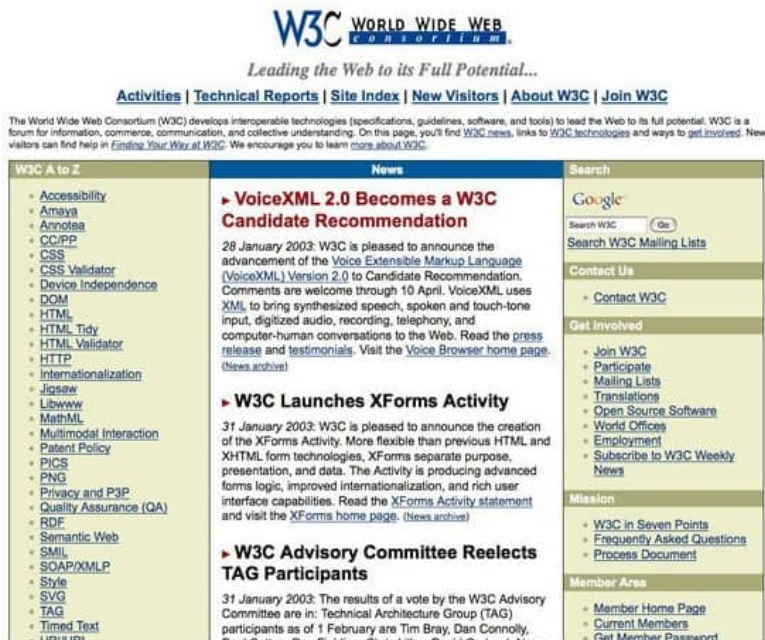 W3C WORLD WIDE WEB
consortium
Leading the Web to its Full Potential...
Activities | Technical Reports | Site Index | New Visitors | About W3C | Join W3C
The World Wide Web Consortium (W3C) develops interoperable technologies (specifications, guidelines, software, and tools) to lead the Web to its full potential. W3C is a
forum for information, commerce, communication, and collective understanding. On this page, you'll find W3C news, links to W3C technologies and ways to get involved. New
visitors can find help in Finding Your Way at W3C. We encourage you to learn more about W3C.
W3C A to Z
Accessibility
Amaya
Annotea
CC/PP
CSS
CSS Validator
Device Independence
DOM
HTML
HTML Tidy
HTML Validator
HTTP
Internationalization
Jigsaw
Libwww
MathML
Multimodal Interaction
Patent Policy
PICS
PNG
Privacy and P3P
Quality Assurance (QA)
RDF
Semantic Web
SMIL
SOAP/XMLP
Style
SVG
TAG
Timed Text
News
VoiceXML 2.0 Becomes a W3C
Candidate Recommendation
28 January 2003: W3C is pleased to announce the
advancement of the Voice Extensible Markup Language
(VoiceXML) Version 2.0 to Candidate Recommendation.
Comments are welcome through 10 April. VoiceXML uses
XML to bring synthesized speech, spoken and touch-tone
input, digitized audio, recording, telephony, and
computer-human conversations to the Web. Read the press
release and testimonials. Visit the Voice Browser home page.
(News archive)
W3C Launches XForms Activity
31 January 2003: W3C is pleased to announce the creation
of the XForms Activity. More flexible than previous HTML and
XHTML form technologies, XForms separate purpose,
presentation, and data. The Activity is producing advanced
forms logic, improved internationalization, and rich user
interface capabilities. Read the XForms Activity statement
and visit the XForms home page. (News archive)
W3C Advisory Committee Reelects
TAG Participants
31 January 2003: The results of a vote by the W3C Advisory
Committee are in: Technical Architecture Group (TAG)
participants as of 1 February are Tim Bray, Dan Connolly,
Search
Google
Search W3C Go
Search W3C Mailing Lists
Contact Us
Contact W3C
Get Involved
Join W3C
Participate
Mailing Lists
Translations
Open Source Software
World Offices
Employment
Subscribe to W3C Weekly
News
Mission
W3C in Seven Points
Frequently Asked Questions
Process Document
Member Area
Member Home Page
Current Members
Get Member Password